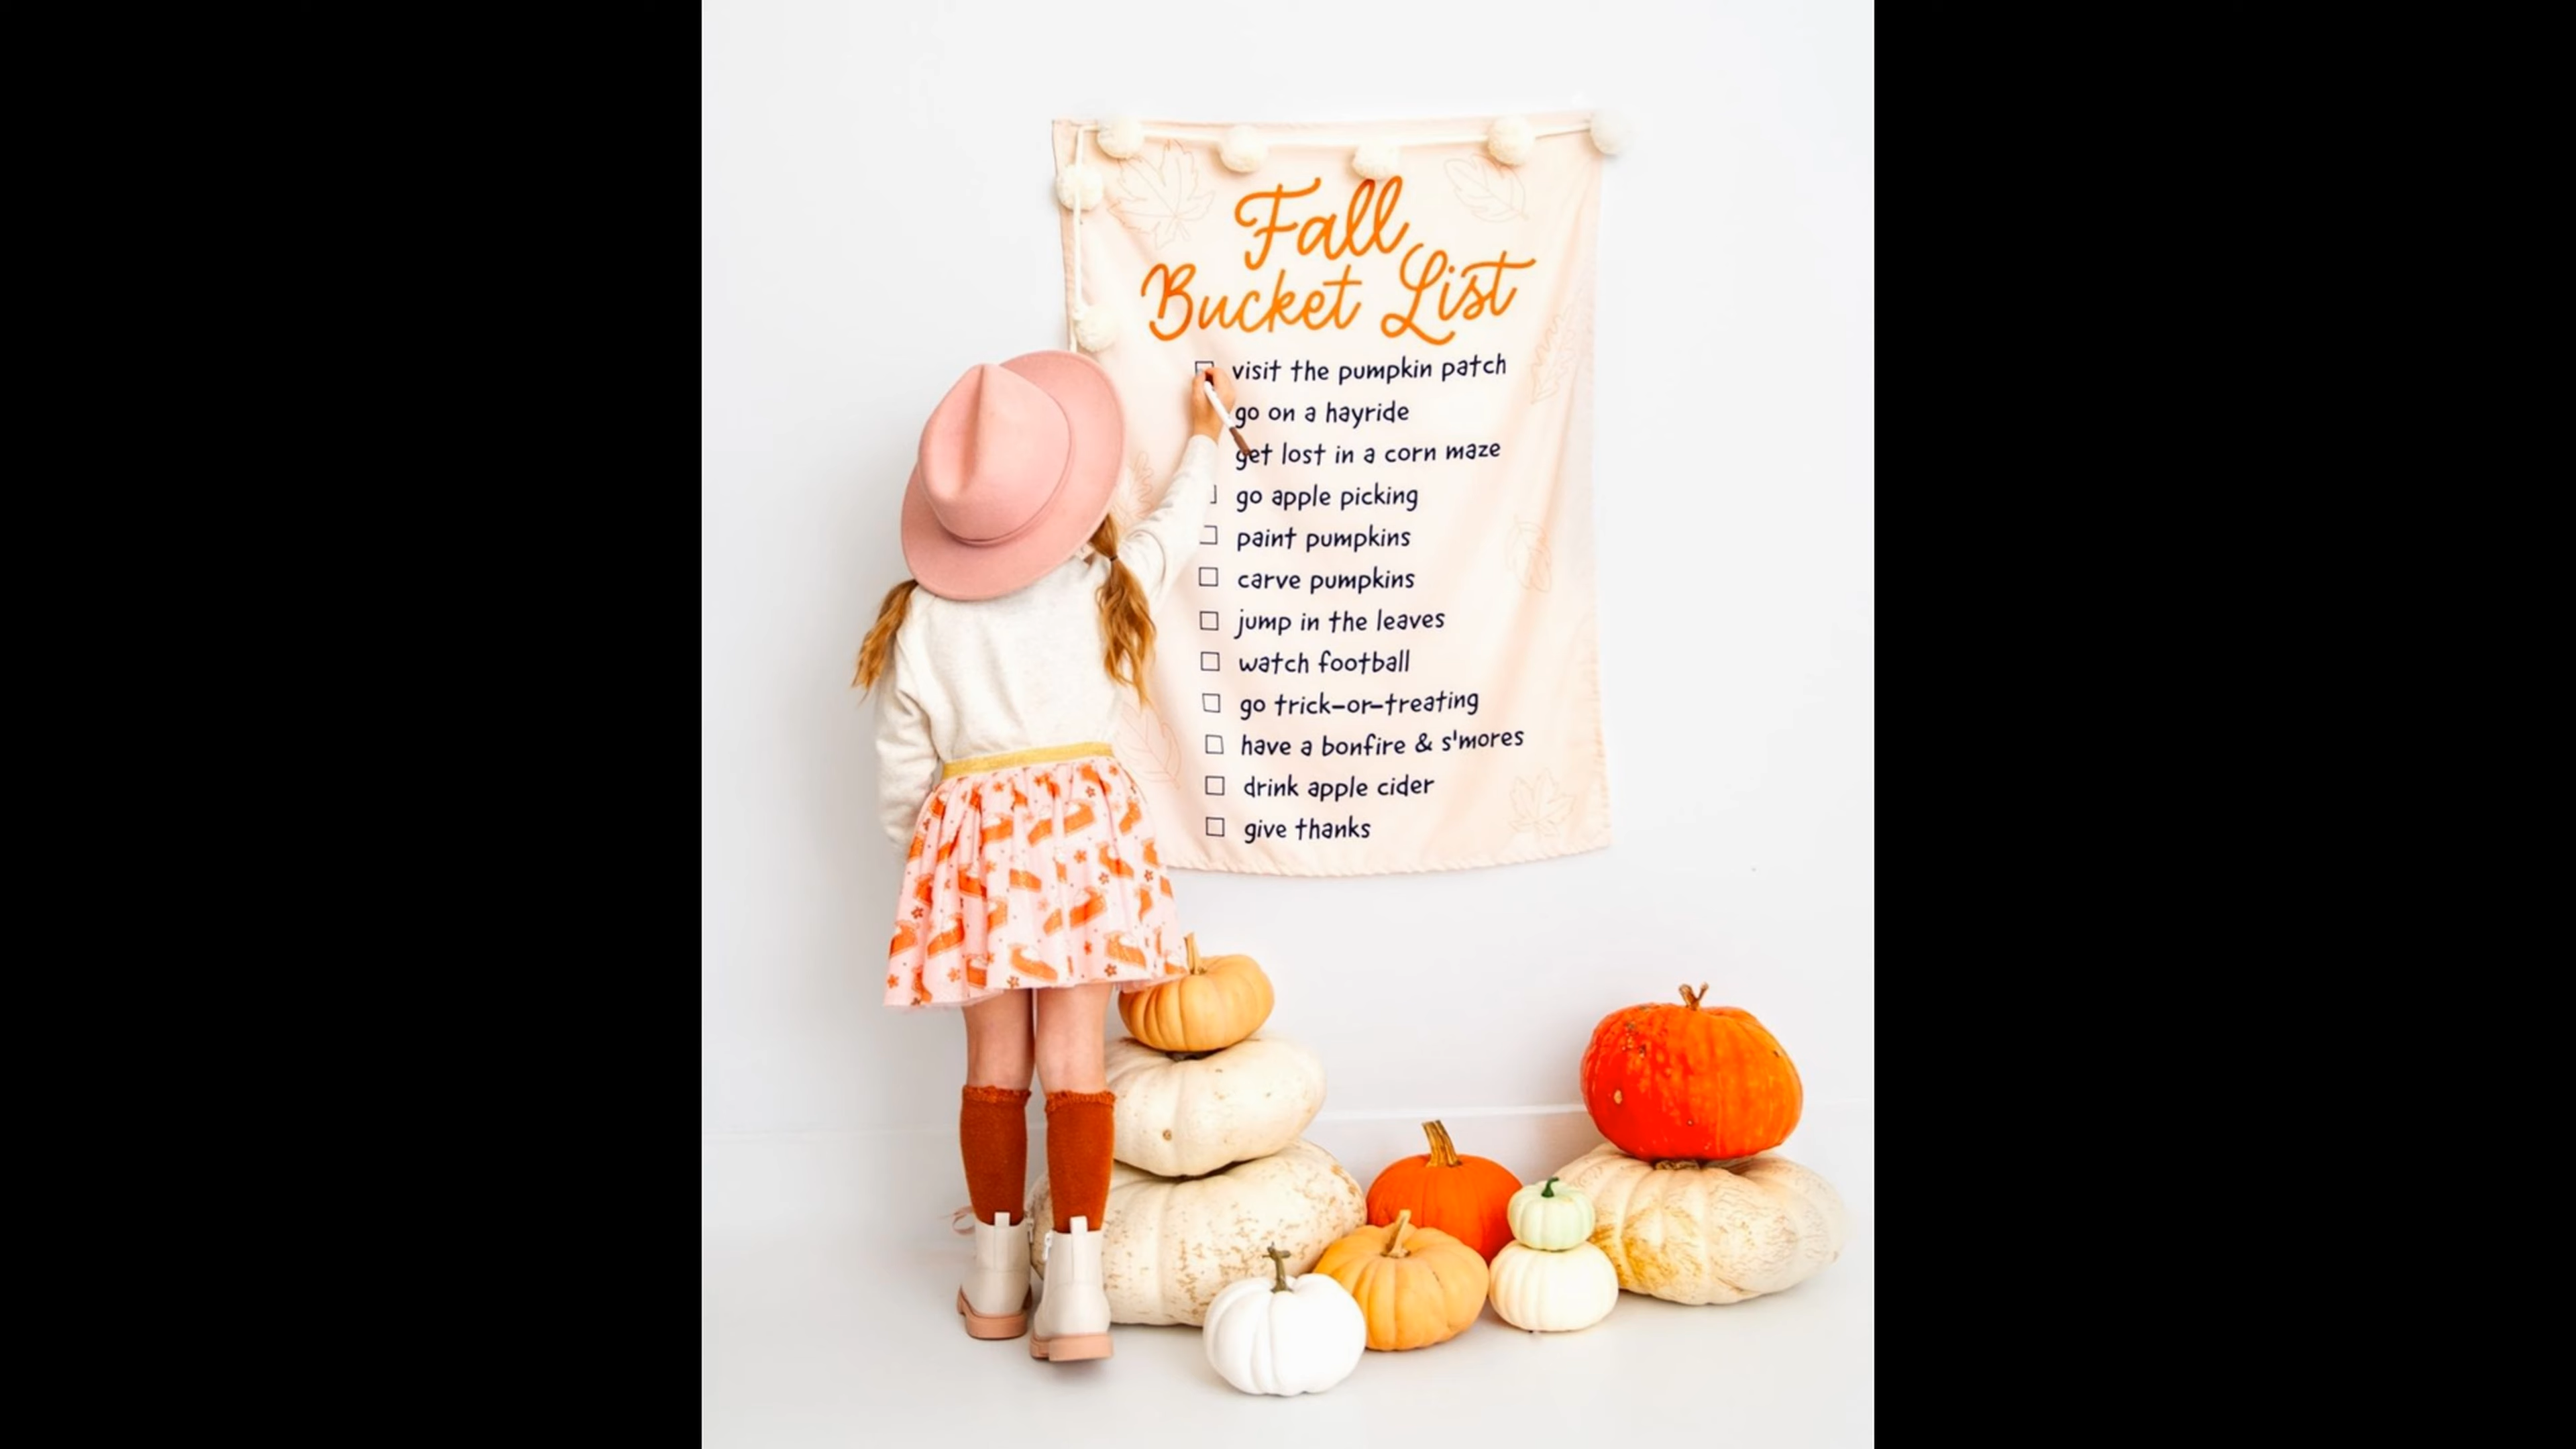 Fall
Bucket List
visit the pumpkin patch
go on a hayride
get lost in a corn maze
go apple picking
paint pumpkins
carve pumpkins
jump in the leaves
watch football
go trick-or-treating
have a bonfire & s'mores
drink apple cider
give thanks